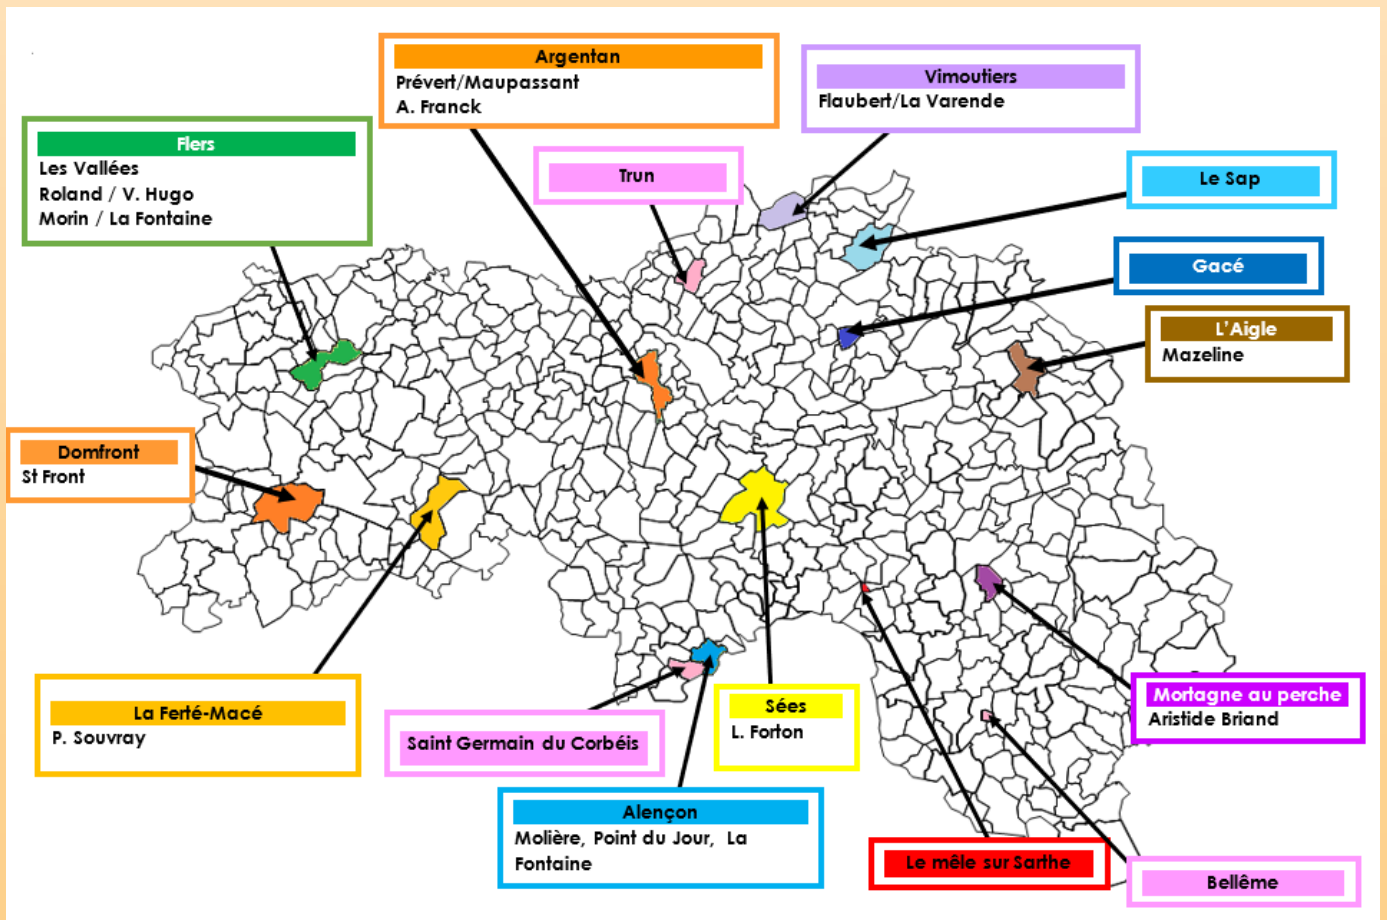 Argentan
Prévert/Maupassant
A. Franck
Vimoutiers
Flaubert/La Varende
Flers
Les Vallées
Roland / V. Hugo
Morin / La Fontaine
Trun
Le Sap
Gacé
L'Aigle
Mazeline
Domfront
St Front
La Ferté-Macé
P. Souvray
Saint Germain du Corbéis
Sées
L. Forton
Mortagne au perche
Aristide Briand
Alençon
Molière, Point du Jour, La
Fontaine
Le mêle sur Sarthe
Bellême